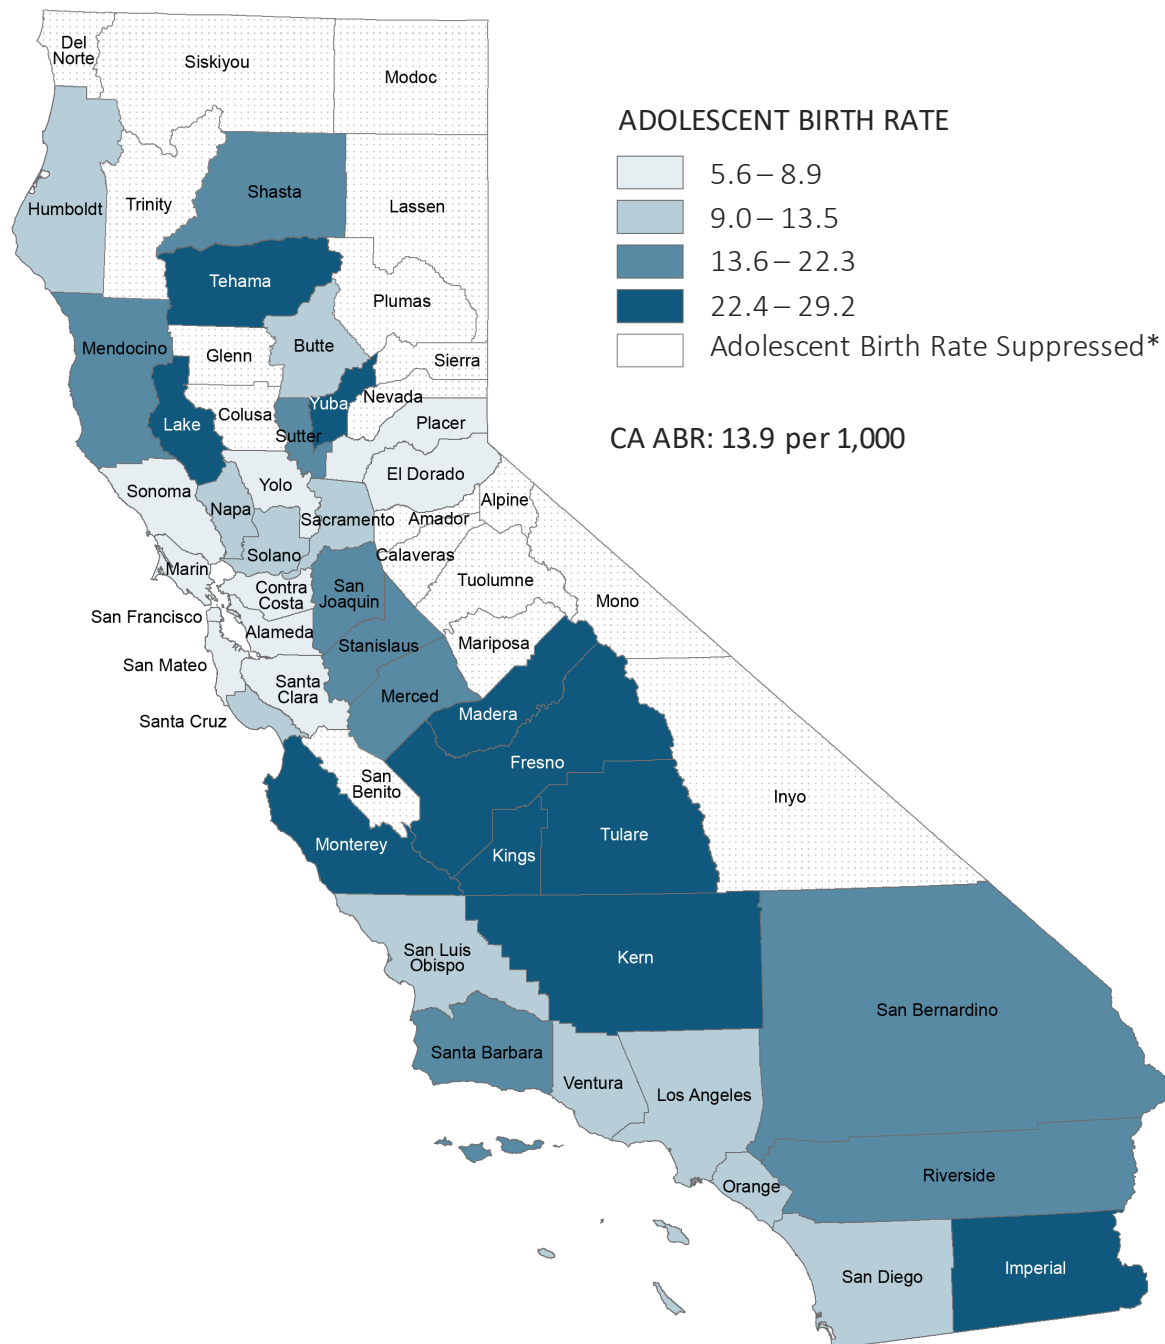 Del
Norte
Siskiyou
Modoc
ADOLESCENT BIRTH RATE
5.6 – 8.9
9.0 – 13.5
13.6 – 22.3
22.4 – 29.2
Adolescent Birth Rate Suppressed*
CA ABR: 13.9 per 1,000
Humboldt
Trinity
Shasta
Lassen
Tehama
Plumas
Mendocino
Glenn
Butte
Sierra
Lake
Colusa
Sutter
Yuba
Nevada
Placer
El Dorado
Sonoma
Yolo
Napa
Sacramento
Amador
Alpine
Solano
Calaveras
Marin
Contra
Costa
San
Joaquin
Tuolumne
Mono
San Francisco
Alameda
Stanislaus
Mariposa
San Mateo
Santa
Clara
Merced
Santa Cruz
Madera
Fresno
San
Benito
Inyo
Monterey
Kings
Tulare
San Luis
Obispo
Kern
San Bernardino
Santa Barbara
Ventura
Los Angeles
Orange
Riverside
San Diego
Imperial